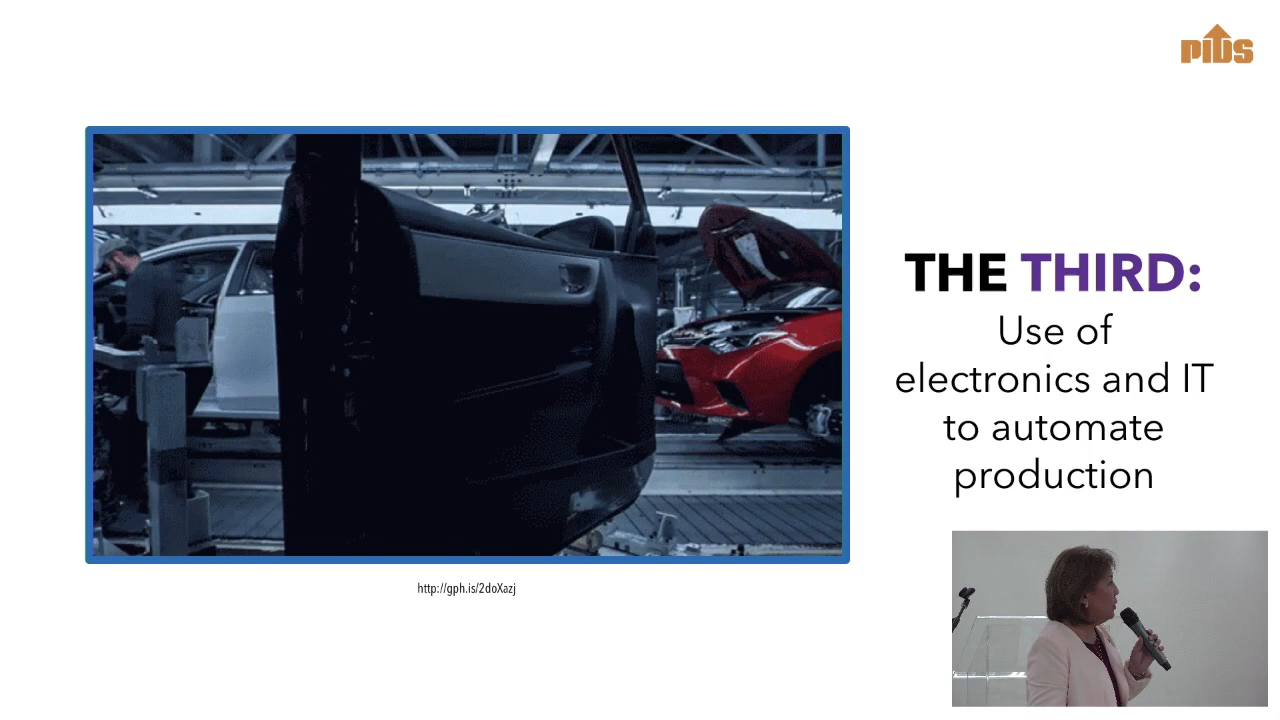 PIDS
THE THIRD:
Use of
electronics and IT
to automate
production
http://gph.is/2doXazj